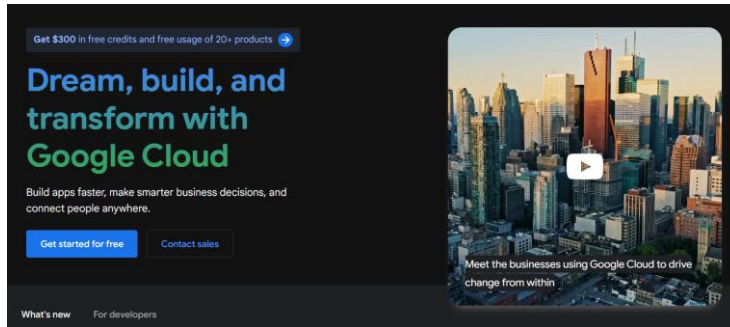 Get $300 in free credits and free usage of 20+ products
Dream, build, and
transform with
Google Cloud
Build apps faster, make smarter business decisions, and
connect people anywhere.
Get started for free
Contact sales
Meet the businesses using Google Cloud to drive
change from within
What's new
For developers